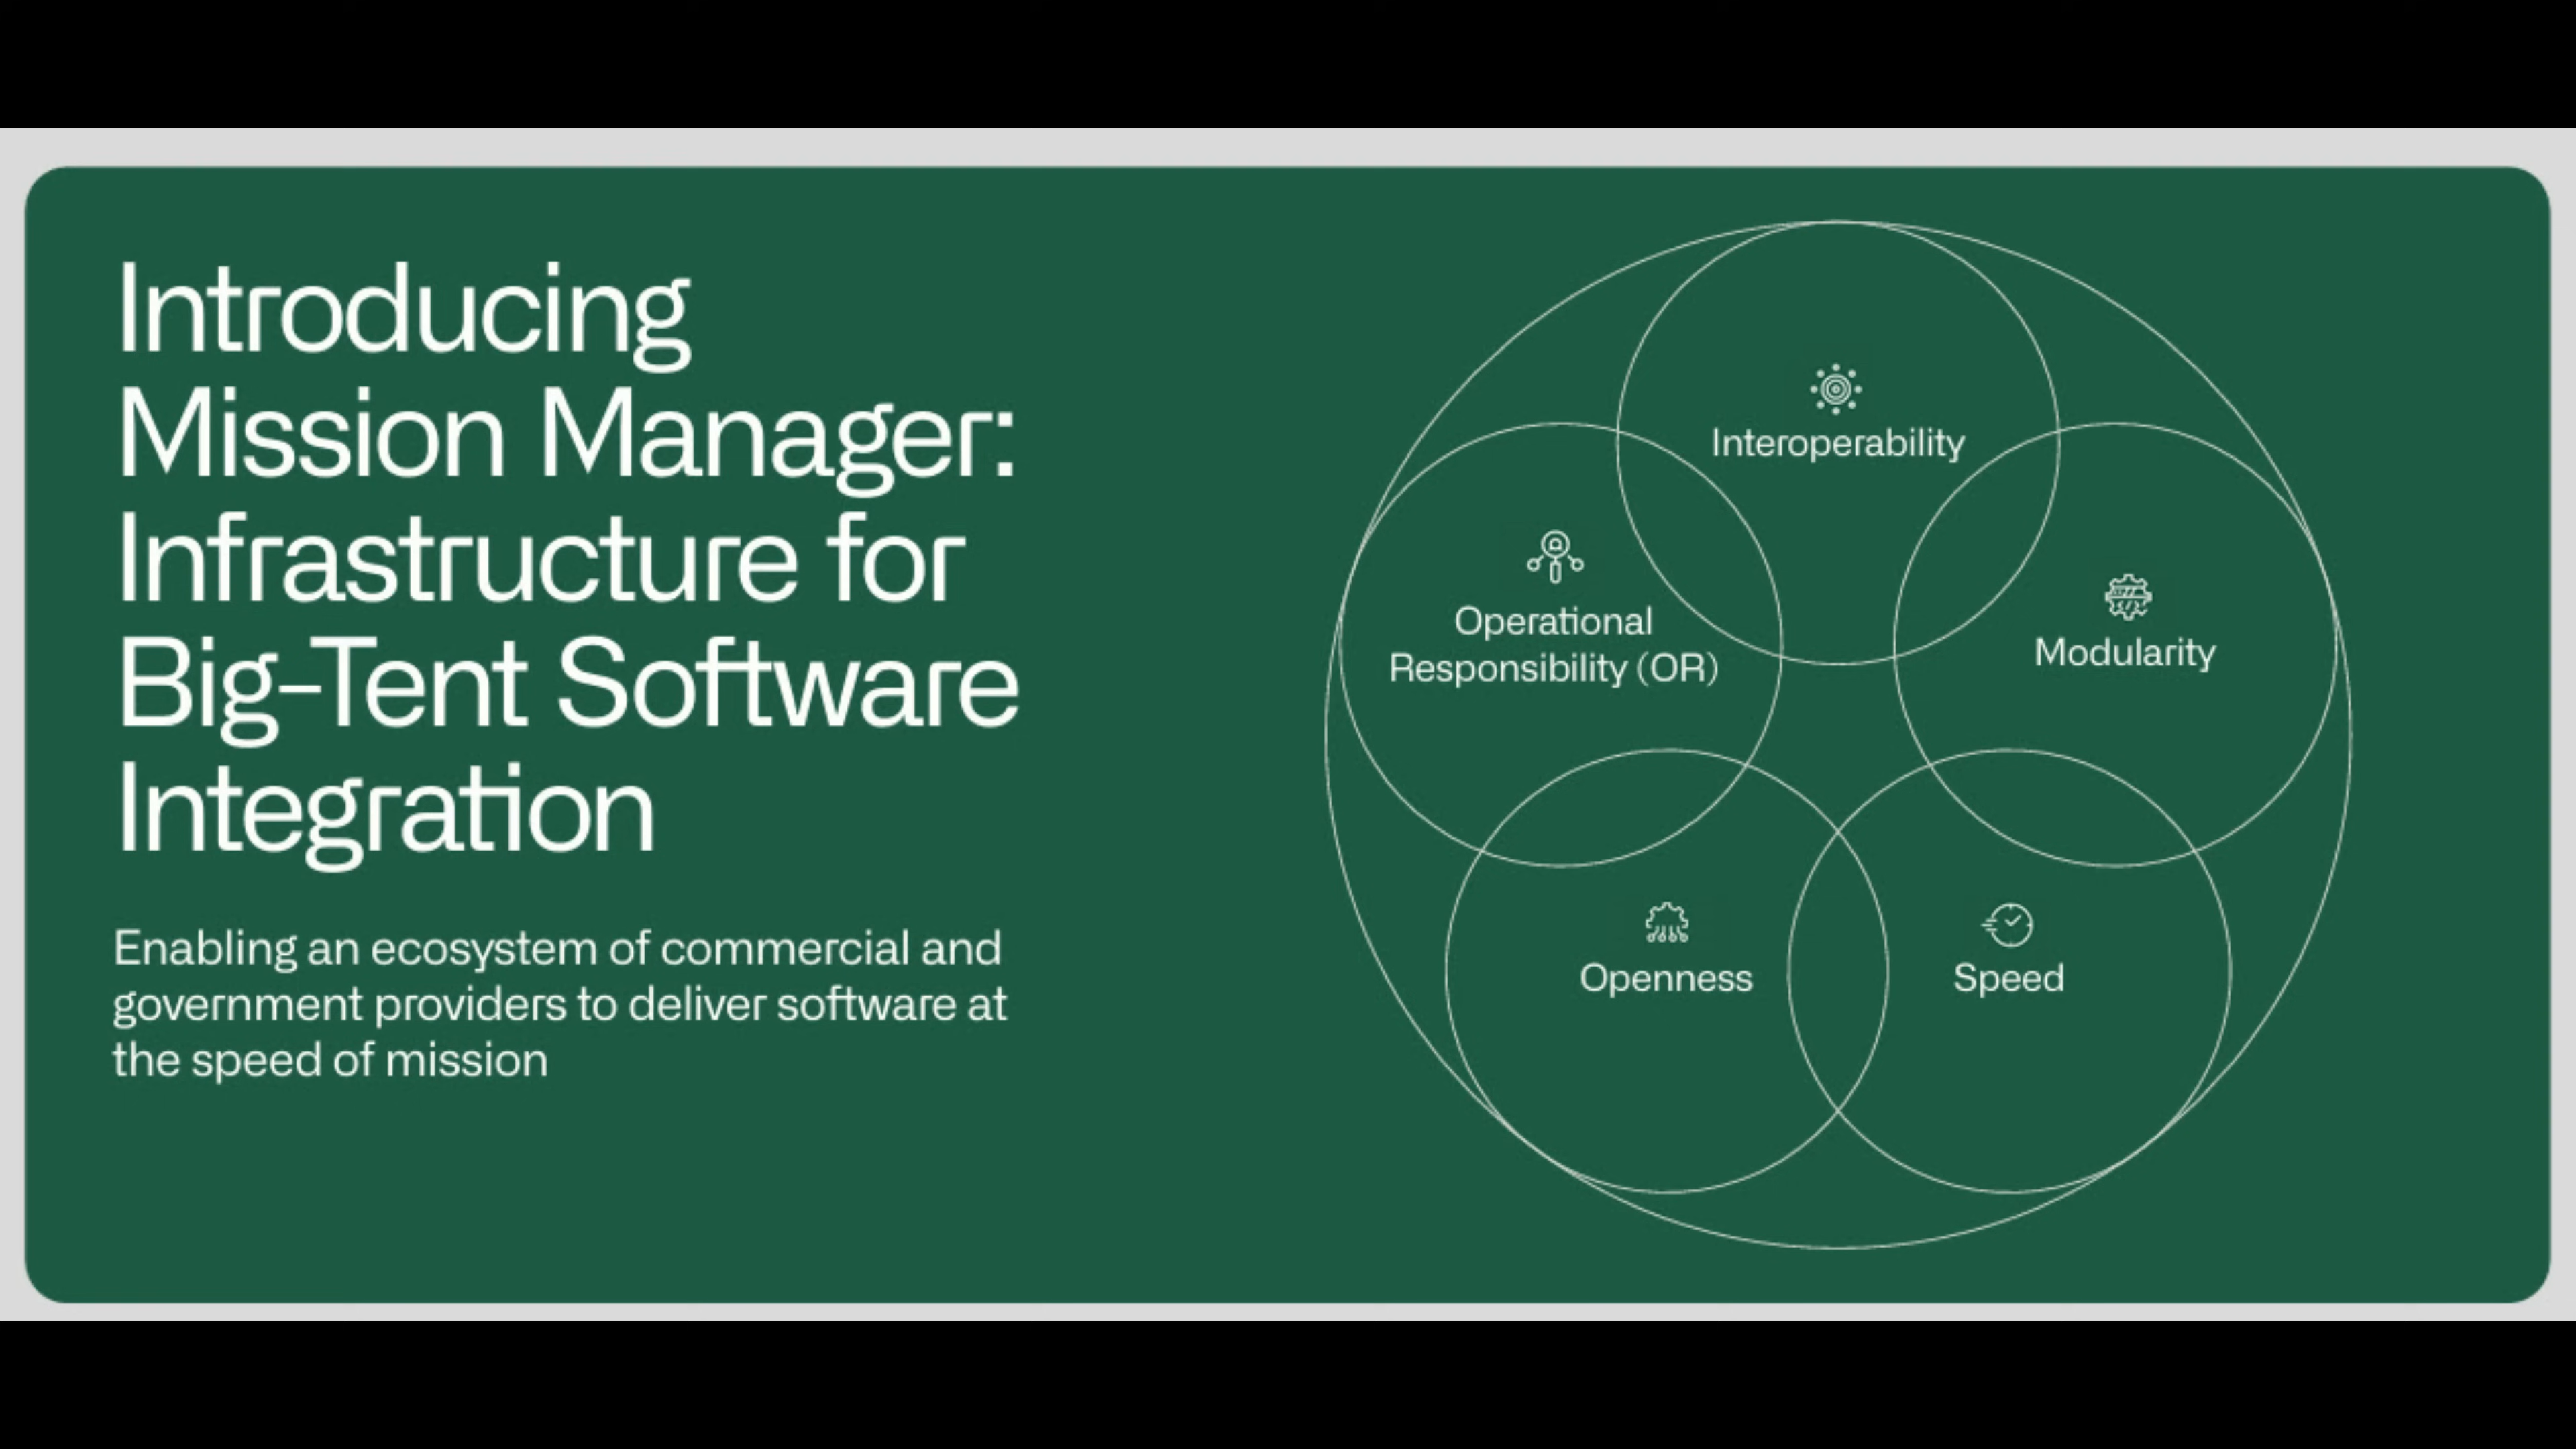 Introducing
Mission Manager:
Infrastructure for
Big-Tent Software
Integration
Enabling an ecosystem of commercial and
government providers to deliver software at
the speed of mission
Interoperability
Operational
Responsibility (OR)
Modularity
Openness
Speed